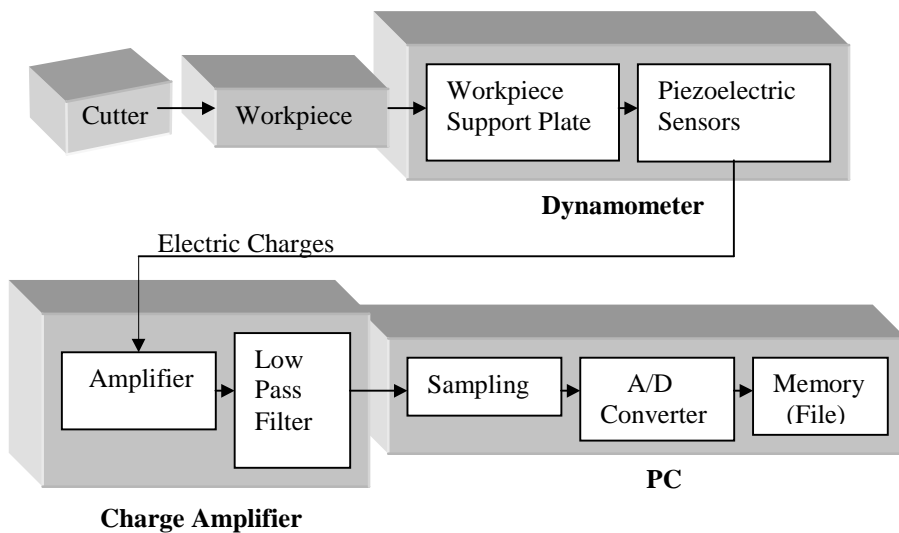 Cutter
Workpiece
Workpiece
Support Plate
Piezoelectric
Sensors
Dynamometer
Electric Charges
Amplifier
Low
Pass
Filter
Sampling
A/D
Converter
Memory
(File)
PC
Charge Amplifier